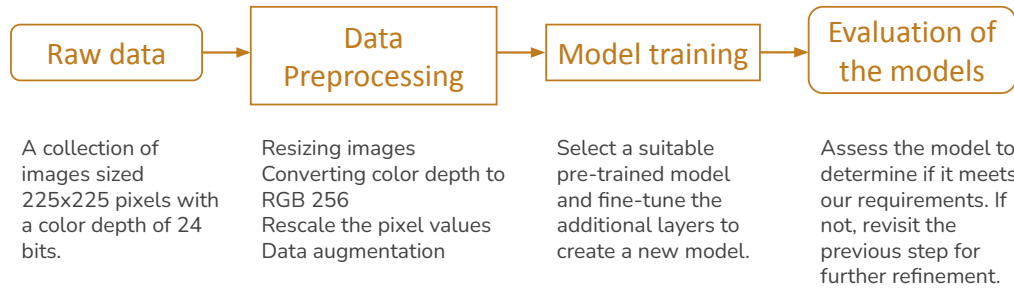 Raw data
Data
Preprocessing
Model training
Evaluation of
the models
A collection of
images sized
225x225 pixels with
a color depth of 24
bits.
Resizing images
Converting color depth to
RGB 256
Rescale the pixel values
Data augmentation
Select a suitable
pre-trained model
and fine-tune the
additional layers to
create a new model.
Assess the model to
determine if it meets
our requirements. If
not, revisit the
previous step for
further refinement.